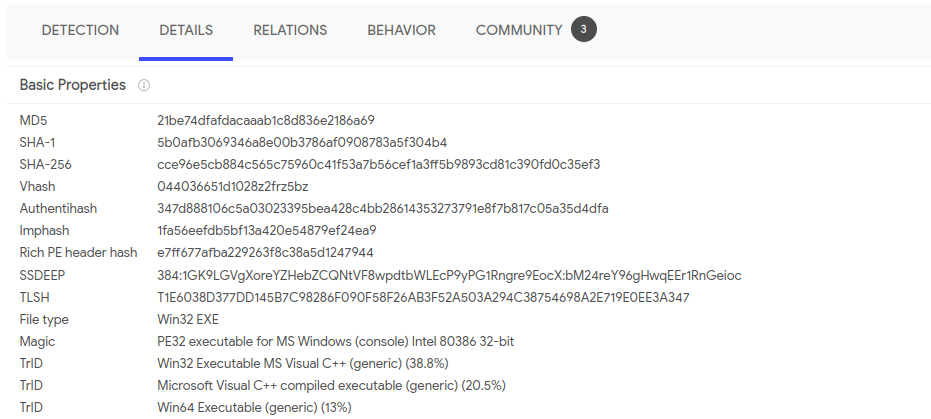 DETECTION DETAILS RELATIONS BEHAVIOR COMMUNITY 3
Basic Properties
MD5 21be74dfafdacaaab1c8d836e2186a69
SHA-1 5b0afb3069346a8e00b3786af0908783a5f304b4
SHA-256 cce96e5cb884c565c75960c41f53a7b56cef1a3ff5b9893cd81c390fd0c35ef3
Vhash 044036651d1028z2frz5bz
Authentihash 347d888106c5a03023395bea428c4bb28614353273791e8f7b817c05a35d4dfa
Imphash 1fa56eefdb5bf13a420e54879ef24ea9
Rich PE header hash e7ff677afba229263f8c38a5d1247944
SSDEEP 384:1GK9LGVgXoreYZHebZCQNtVF8wpdtbWLEcP9yPG1Rngre9EocX:bM24reY96gHwqEEr1RnGeioc
TLSH T1E6038D377DD145B7C98286F090F58F26AB3F52A503A294C38754698A2E719E0EE3A347
File type Win32 EXE
Magic PE32 executable for MS Windows (console) Intel 80386 32-bit
TrID Win32 Executable MS Visual C++ (generic) (38.8%)
TrID Microsoft Visual C++ compiled executable (generic) (20.5%)
TrID Win64 Executable (generic) (13%)